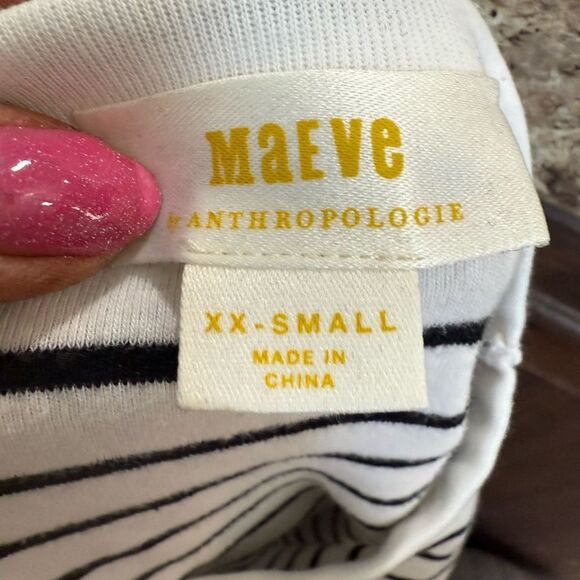 MaEVe
by ANTHROPOLOGIE
XX-SMALL
MADE IN
CHINA